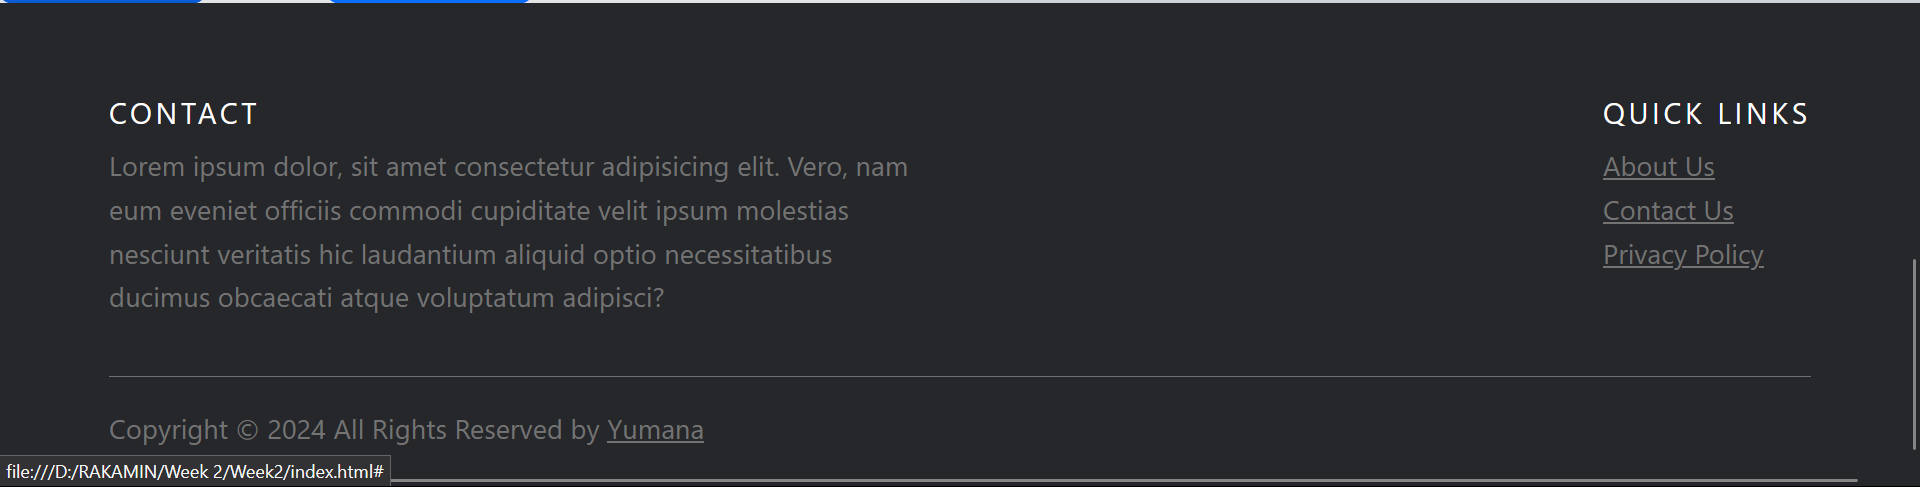 CONTACT
Lorem ipsum dolor, sit amet consectetur adipisicing elit. Vero, nam
eum eveniet officiis commodi cupiditate velit ipsum molestias
nesciunt veritatis hic laudantium aliquid optio necessitatibus
ducimus obcaecati atque voluptatum adipisci?
QUICK LINKS
About Us
Contact Us
Privacy Policy
Copyright © 2024 All Rights Reserved by Yumana
file:///D:/RAKAMIN/Week 2/Week2/index.html#